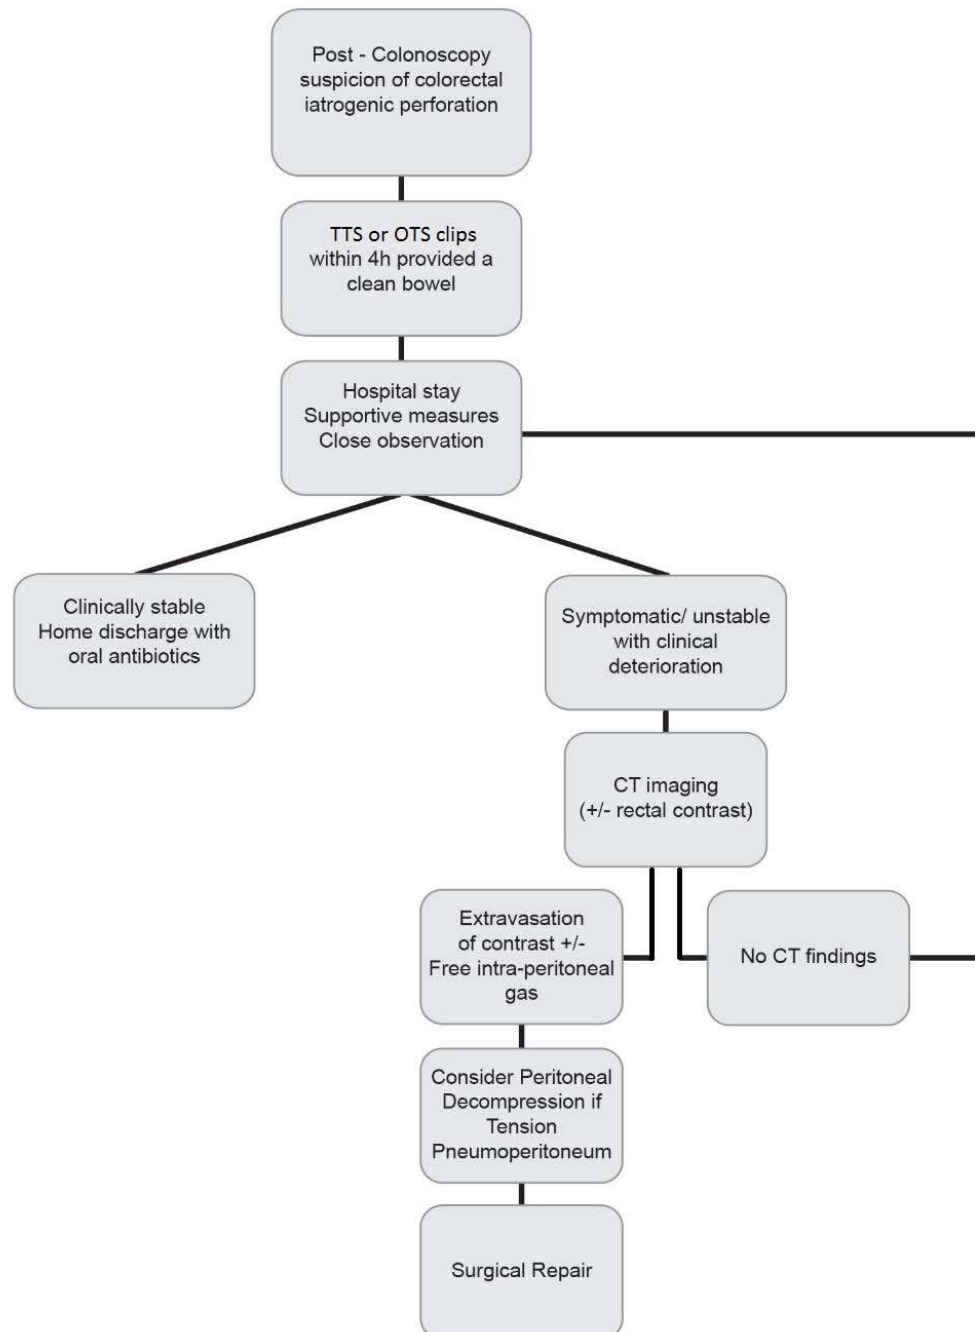 Post - Colonoscopy
suspicion of colorectal
iatrogenic perforation
TTS or OTS clips
within 4h provided a
clean bowel
Hospital stay
Supportive measures
Close observation
Clinically stable
Home discharge with
oral antibiotics
Symptomatic/ unstable
with clinical
deterioration
CT imaging
(+/- rectal contrast)
Extravasation
of contrast +/-
Free intra-peritoneal
gas
No CT findings
Consider Peritoneal
Decompression if
Tension
Pneumoperitoneum
Surgical Repair